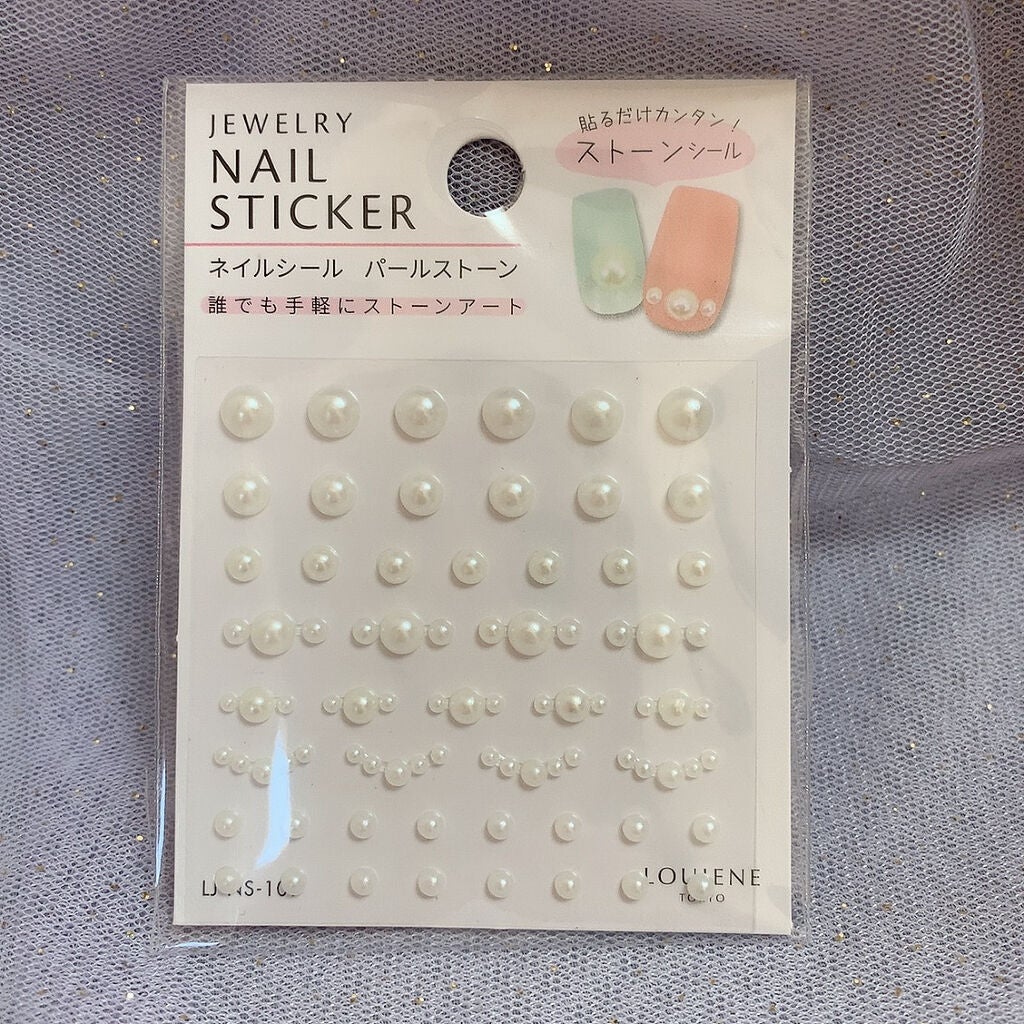 JEWELRY
NAIL
STICKER
ネイルシール パールストーン
誰でも手軽にストーンアート
貼るだけカンタン！
ストーンシール
TOKYO